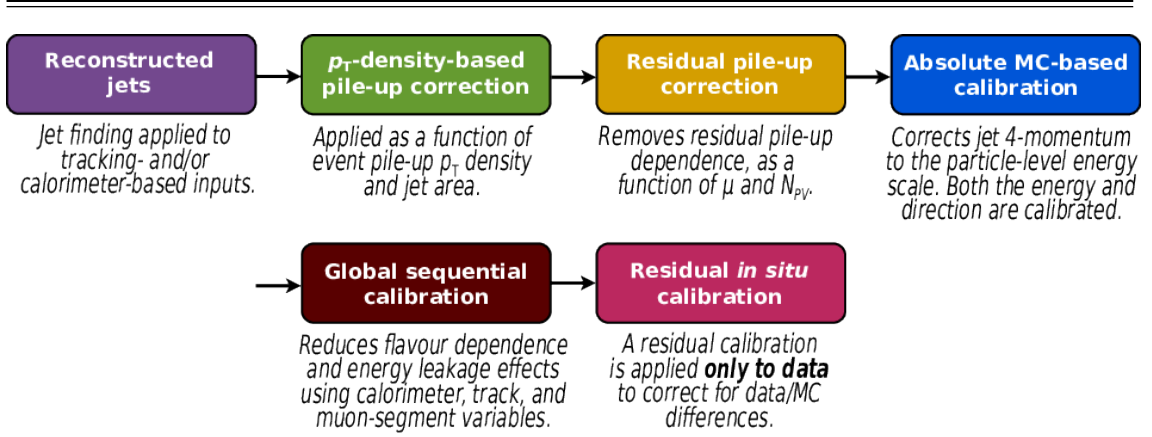 Reconstructed
jets
Jet finding applied to
tracking- and/or
calorimeter-based inputs.
pT-density-based
pile-up correction
Applied as a function of
event pile-up pT density
and jet area.
Residual pile-up
correction
Removes residual pile-up
dependence, as a
function of µ and NPV.
Absolute MC-based
calibration
Corrects jet 4-momentum
to the particle-level energy
scale. Both the energy and
direction are calibrated.
Global sequential
calibration
Reduces flavour dependence
and energy leakage effects
using calorimeter, track, and
muon-segment variables.
Residual in situ
calibration
A residual calibration
is applied only to data
to correct for data/MC
differences.